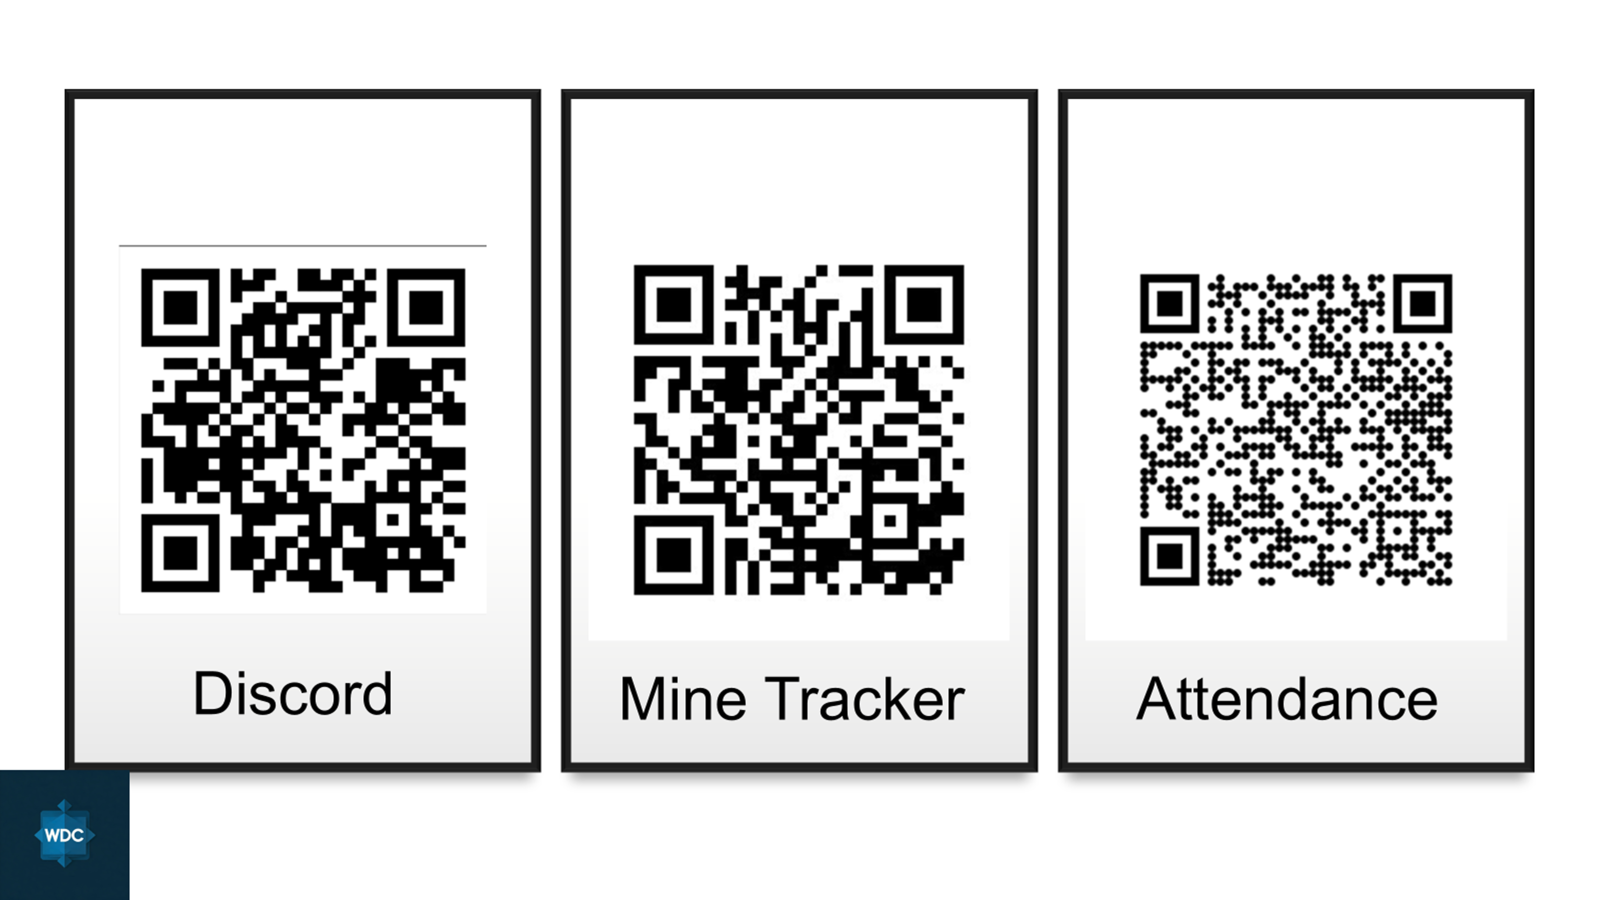 Discord
Mine Tracker
Attendance
WDC